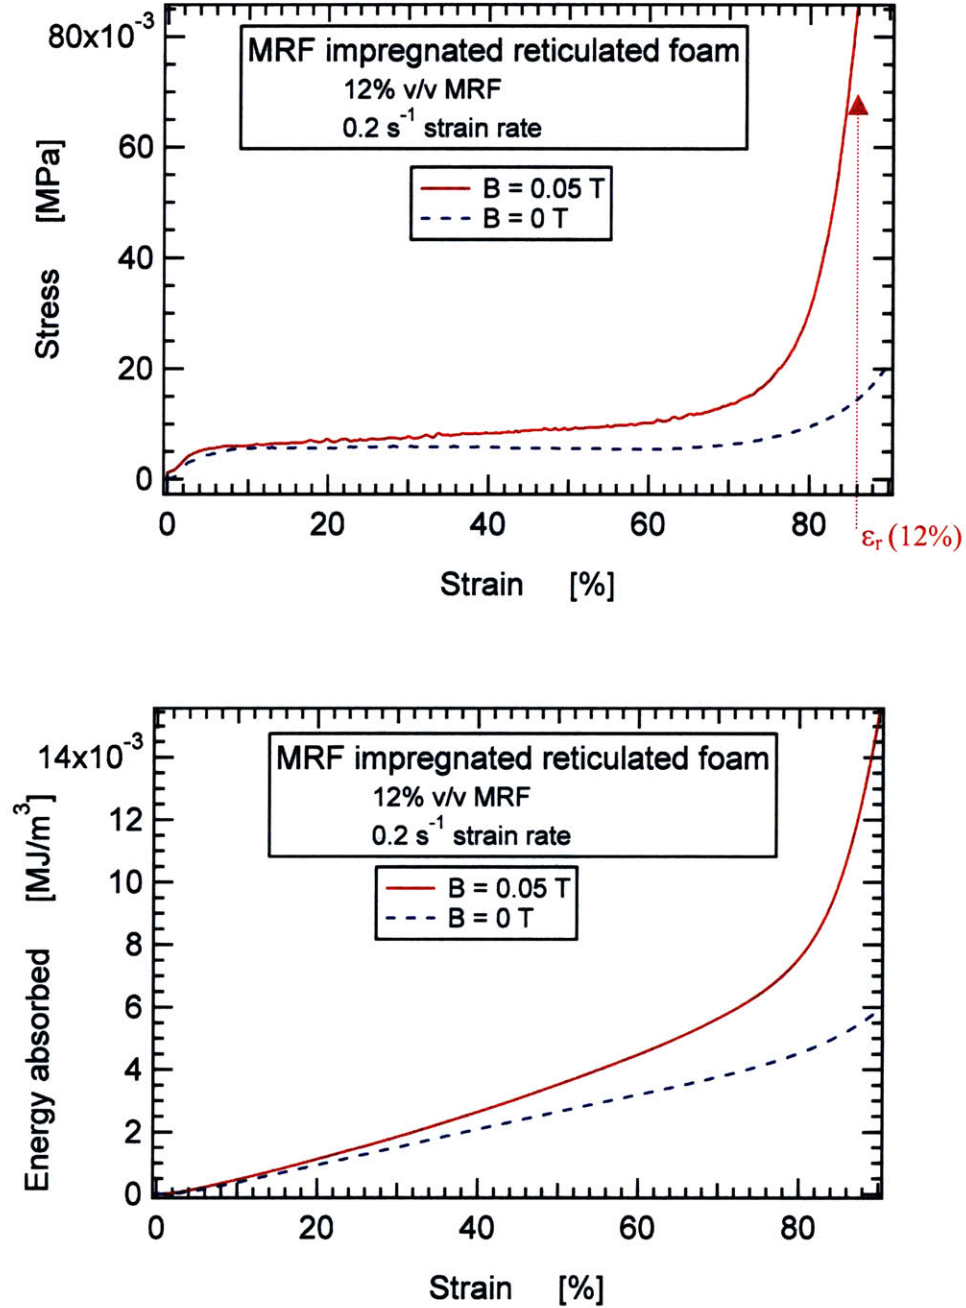 80x10⁻³
MRF impregnated reticulated foam
12% v/v MRF
0.2 s⁻¹ strain rate
60
B = 0.05 T
B = 0 T
Stress [MPa]
40
20
0
0 20 40 60 80
εᵣ (12%)
Strain [%]
14x10⁻³
MRF impregnated reticulated foam
12% v/v MRF
0.2 s⁻¹ strain rate
12
10
B = 0.05 T
B = 0 T
Energy absorbed [MJ/m³]
8
6
4
2
0
0 20 40 60 80
Strain [%]